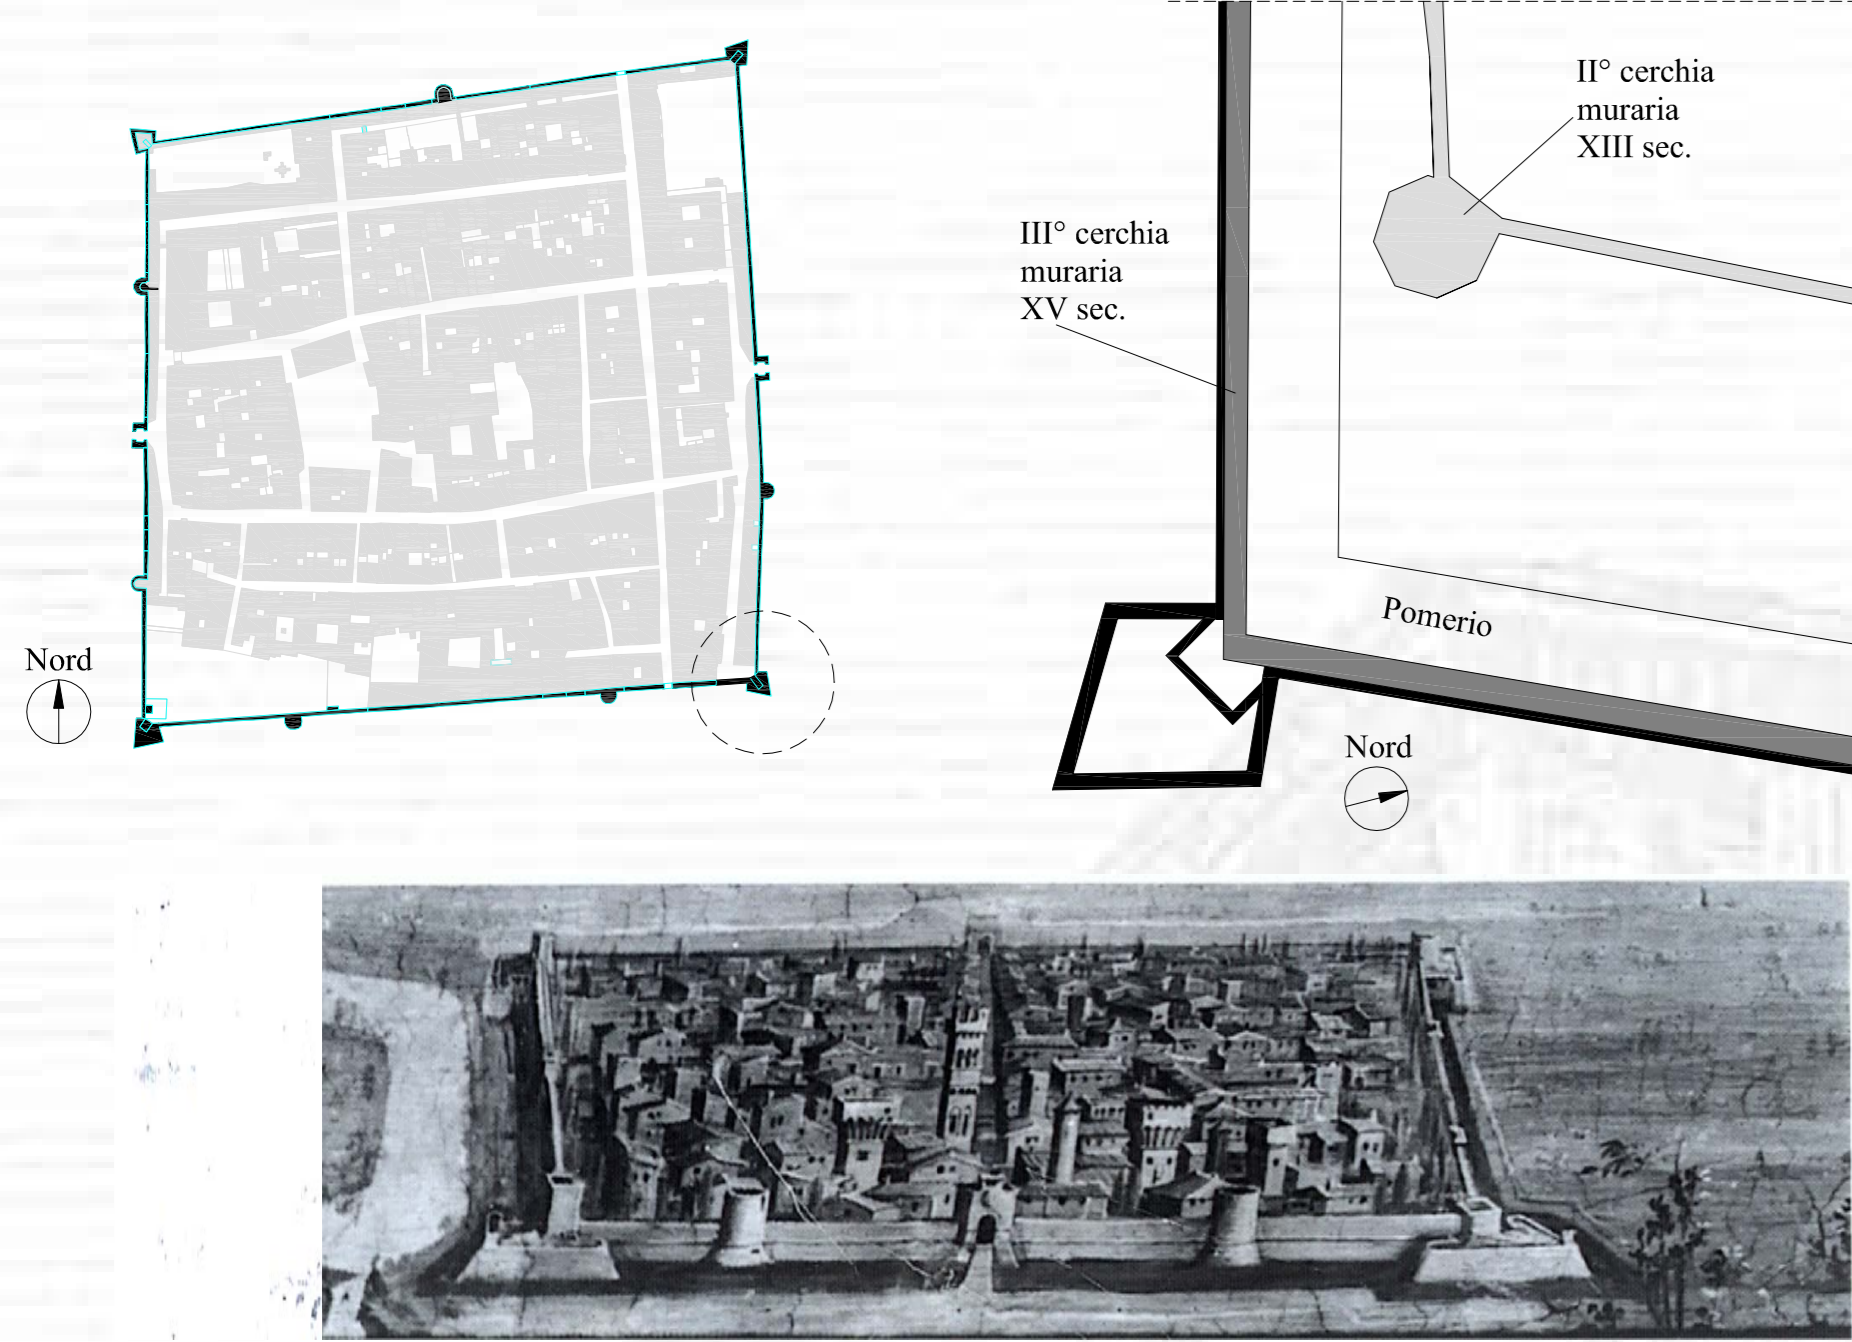 II° cerchia
muraria
XIII sec.
III° cerchia
muraria
XV sec.
Pomerio
Nord
Nord